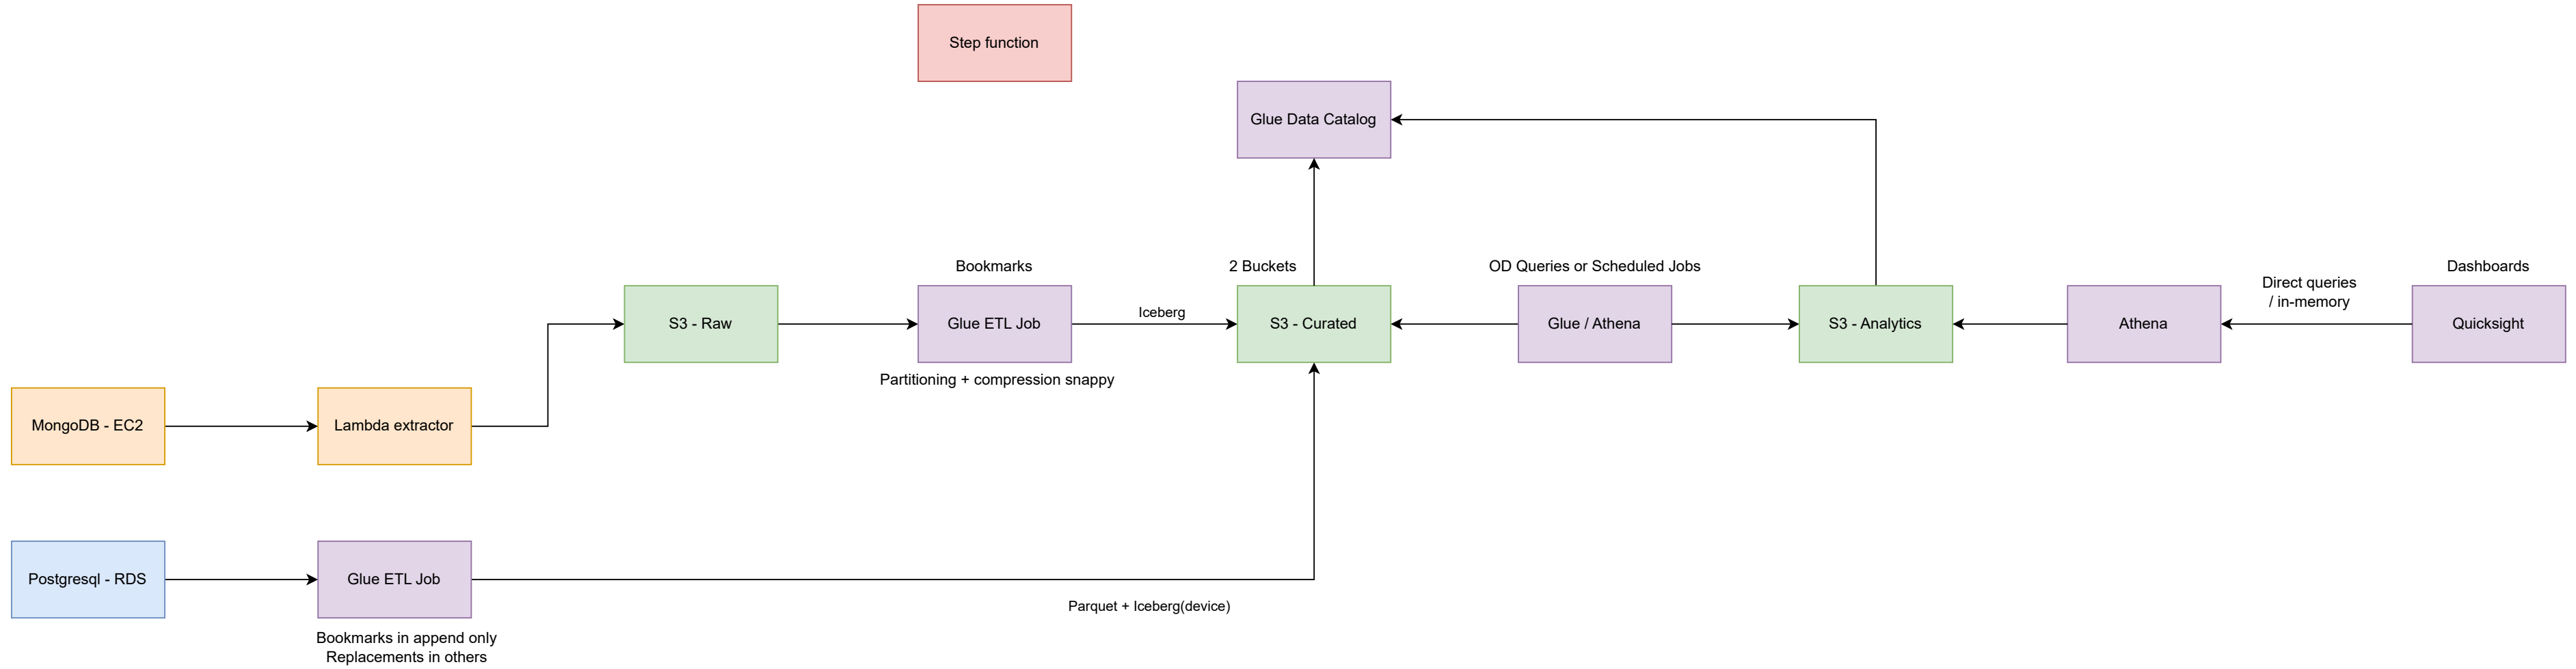 Step function
Glue Data Catalog
Bookmarks
2 Buckets
OD Queries or Scheduled Jobs
Direct queries
/ in-memory
Dashboards
S3 - Raw
Glue ETL Job
Iceberg
S3 - Curated
Glue / Athena
S3 - Analytics
Athena
Quicksight
Partitioning + compression snappy
MongoDB - EC2
Lambda extractor
Postgresql - RDS
Glue ETL Job
Parquet + Iceberg(device)
Bookmarks in append only
Replacements in others